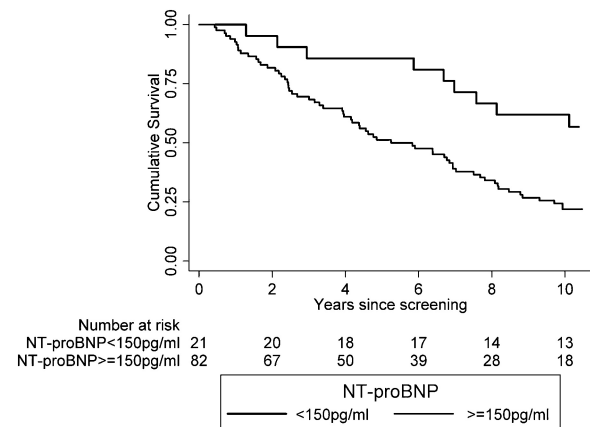 1.00
0.75
0.50
0.25
0.00
Cumulative Survival
0 2 4 6 8 10
Years since screening
Number at risk
NT-proBNP<150pg/ml 21 20 18 17 14 13
NT-proBNP>=150pg/ml 82 67 50 39 28 18
NT-proBNP
<150pg/ml >=150pg/ml